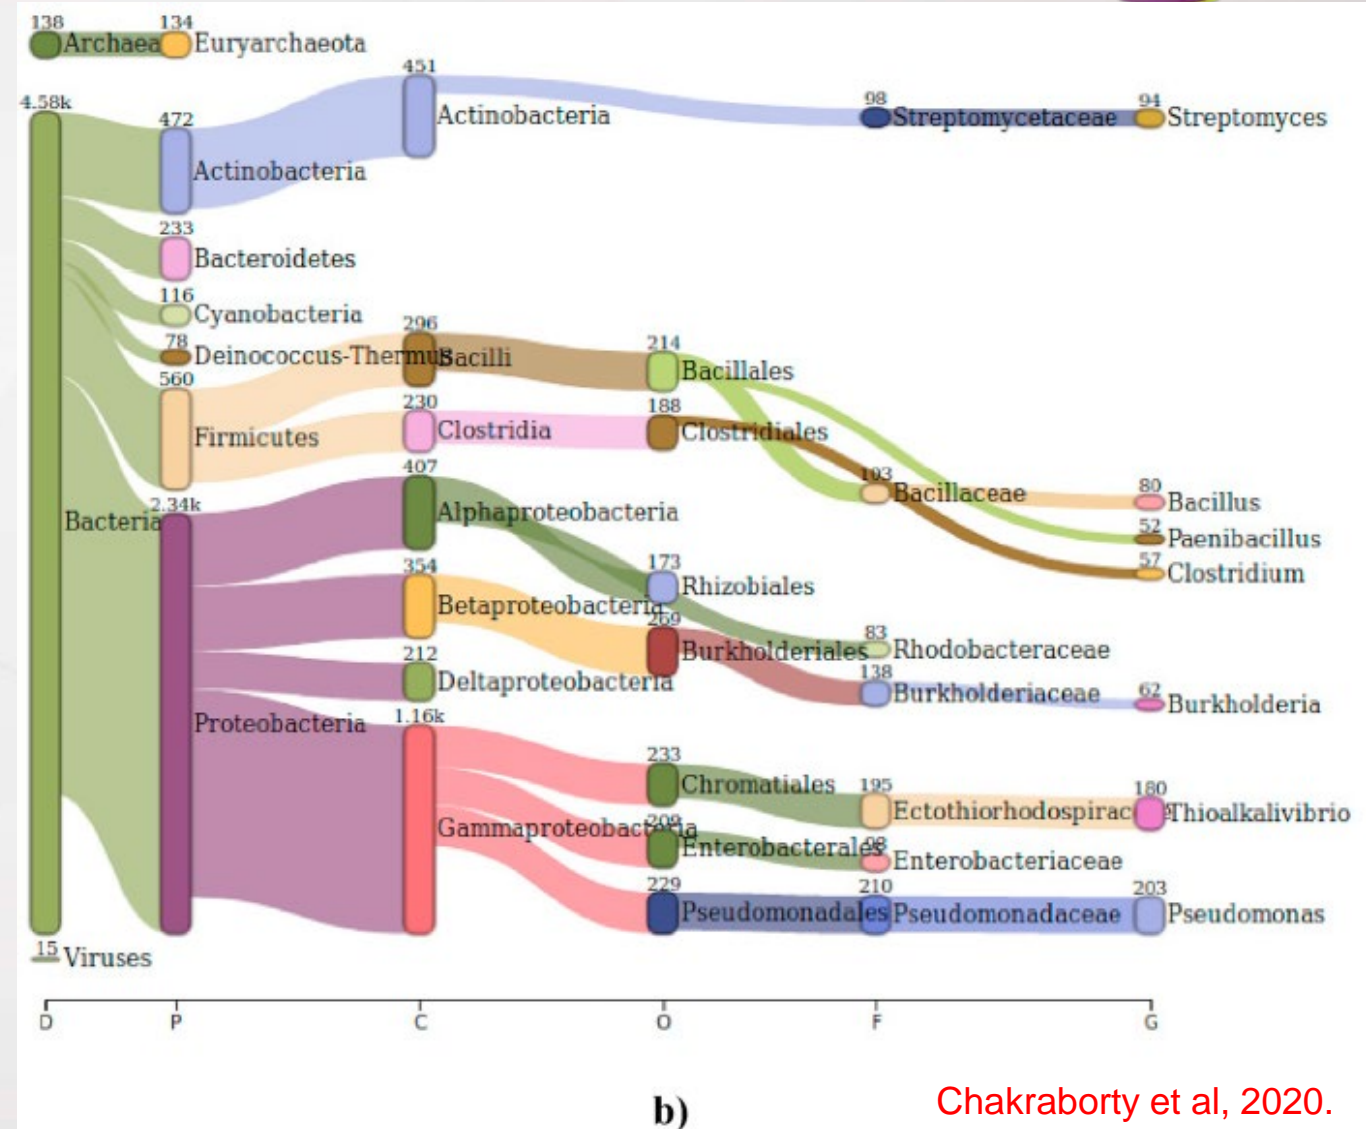 138 134
Archaea Euryarchaeota
451
Actinobacteria
98 94
Streptomycetaceae Streptomyces
4.58k
472
Actinobacteria
233
Bacteroidetes
116
Cyanobacteria
78
Deinococcus-Thermus
296
Bacilli
214
Bacillales
560
Firmicutes
230
Clostridia
188
Clostridiales
103
Bacillaceae
80
Bacillus
52
Paenibacillus
57
Clostridium
407
Alphaproteobacteria
Bacteria
2.34k
173
Rhizobiales
354
Betaproteobacteria
269
Burkholderiales
83
Rhodobacteraceae
138
Burkholderiaceae
62
Burkholderia
212
Deltaproteobacteria
Proteobacteria
1.16k
Gammaproteobacteria
233
Chromatiales
195
180
Thioalkalivibrio
209
Enterobacterales
98
Enterobacteriaceae
229
Pseudomonadales
210
Pseudomonadaceae
203
Pseudomonas
15
Viruses
D P C O F G
b)
Chakraborty et al, 2020.